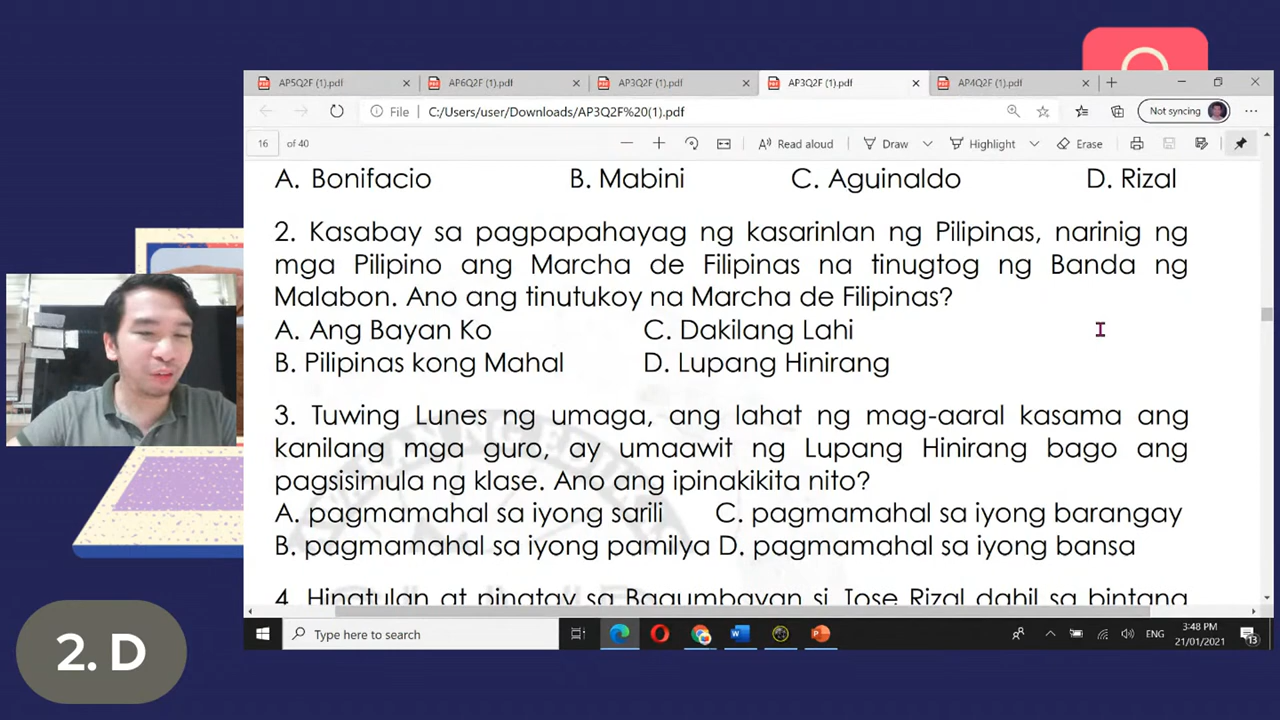 AP5Q2F (1).pdf
AP6Q2F (1).pdf
AP3Q2F (1).pdf
AP3Q2F (1).pdf
AP4Q2F (1).pdf
File C:/Users/user/Downloads/AP3Q2F%20(1).pdf
Not syncing
16 of 40
Read aloud
Draw
Highlight
Erase
A. Bonifacio B. Mabini C. Aguinaldo D. Rizal
2. Kasabay sa pagpapahayag ng kasarinlan ng Pilipinas, narinig ng
mga Pilipino ang Marcha de Filipinas na tinugtog ng Banda ng
Malabon. Ano ang tinutukoy na Marcha de Filipinas?
A. Ang Bayan Ko C. Dakilang Lahi
B. Pilipinas kong Mahal D. Lupang Hinirang
3. Tuwing Lunes ng umaga, ang lahat ng mag-aaral kasama ang
kanilang mga guro, ay umaawit ng Lupang Hinirang bago ang
pagsisimula ng klase. Ano ang ipinakikita nito?
A. pagmamahal sa iyong sarili C. pagmamahal sa iyong barangay
B. pagmamahal sa iyong pamilya D. pagmamahal sa iyong bansa
4. Hinatulan at pinatay sa Bagumbayan si Jose Rizal dahil sa bintang
2. D
Type here to search
ENG
3:48 PM
21/01/2021
13